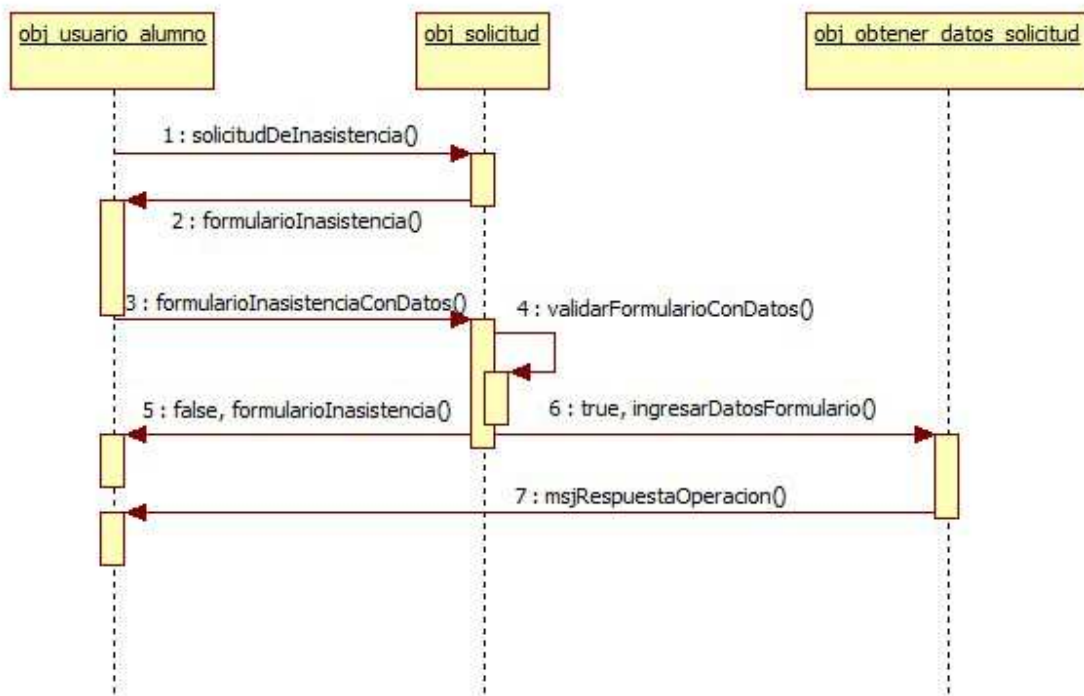 obj usuario alumno
obj solicitud
obj obtener datos solicitud
1 : solicitudDeInasistencia()
2 : formularioInasistencia()
3 : formularioInasistenciaConDatos()
4 : validarFormularioConDatos()
5 : false, formularioInasistencia()
6 : true, ingresarDatosFormulario()
7 : msjRespuestaOperacion()